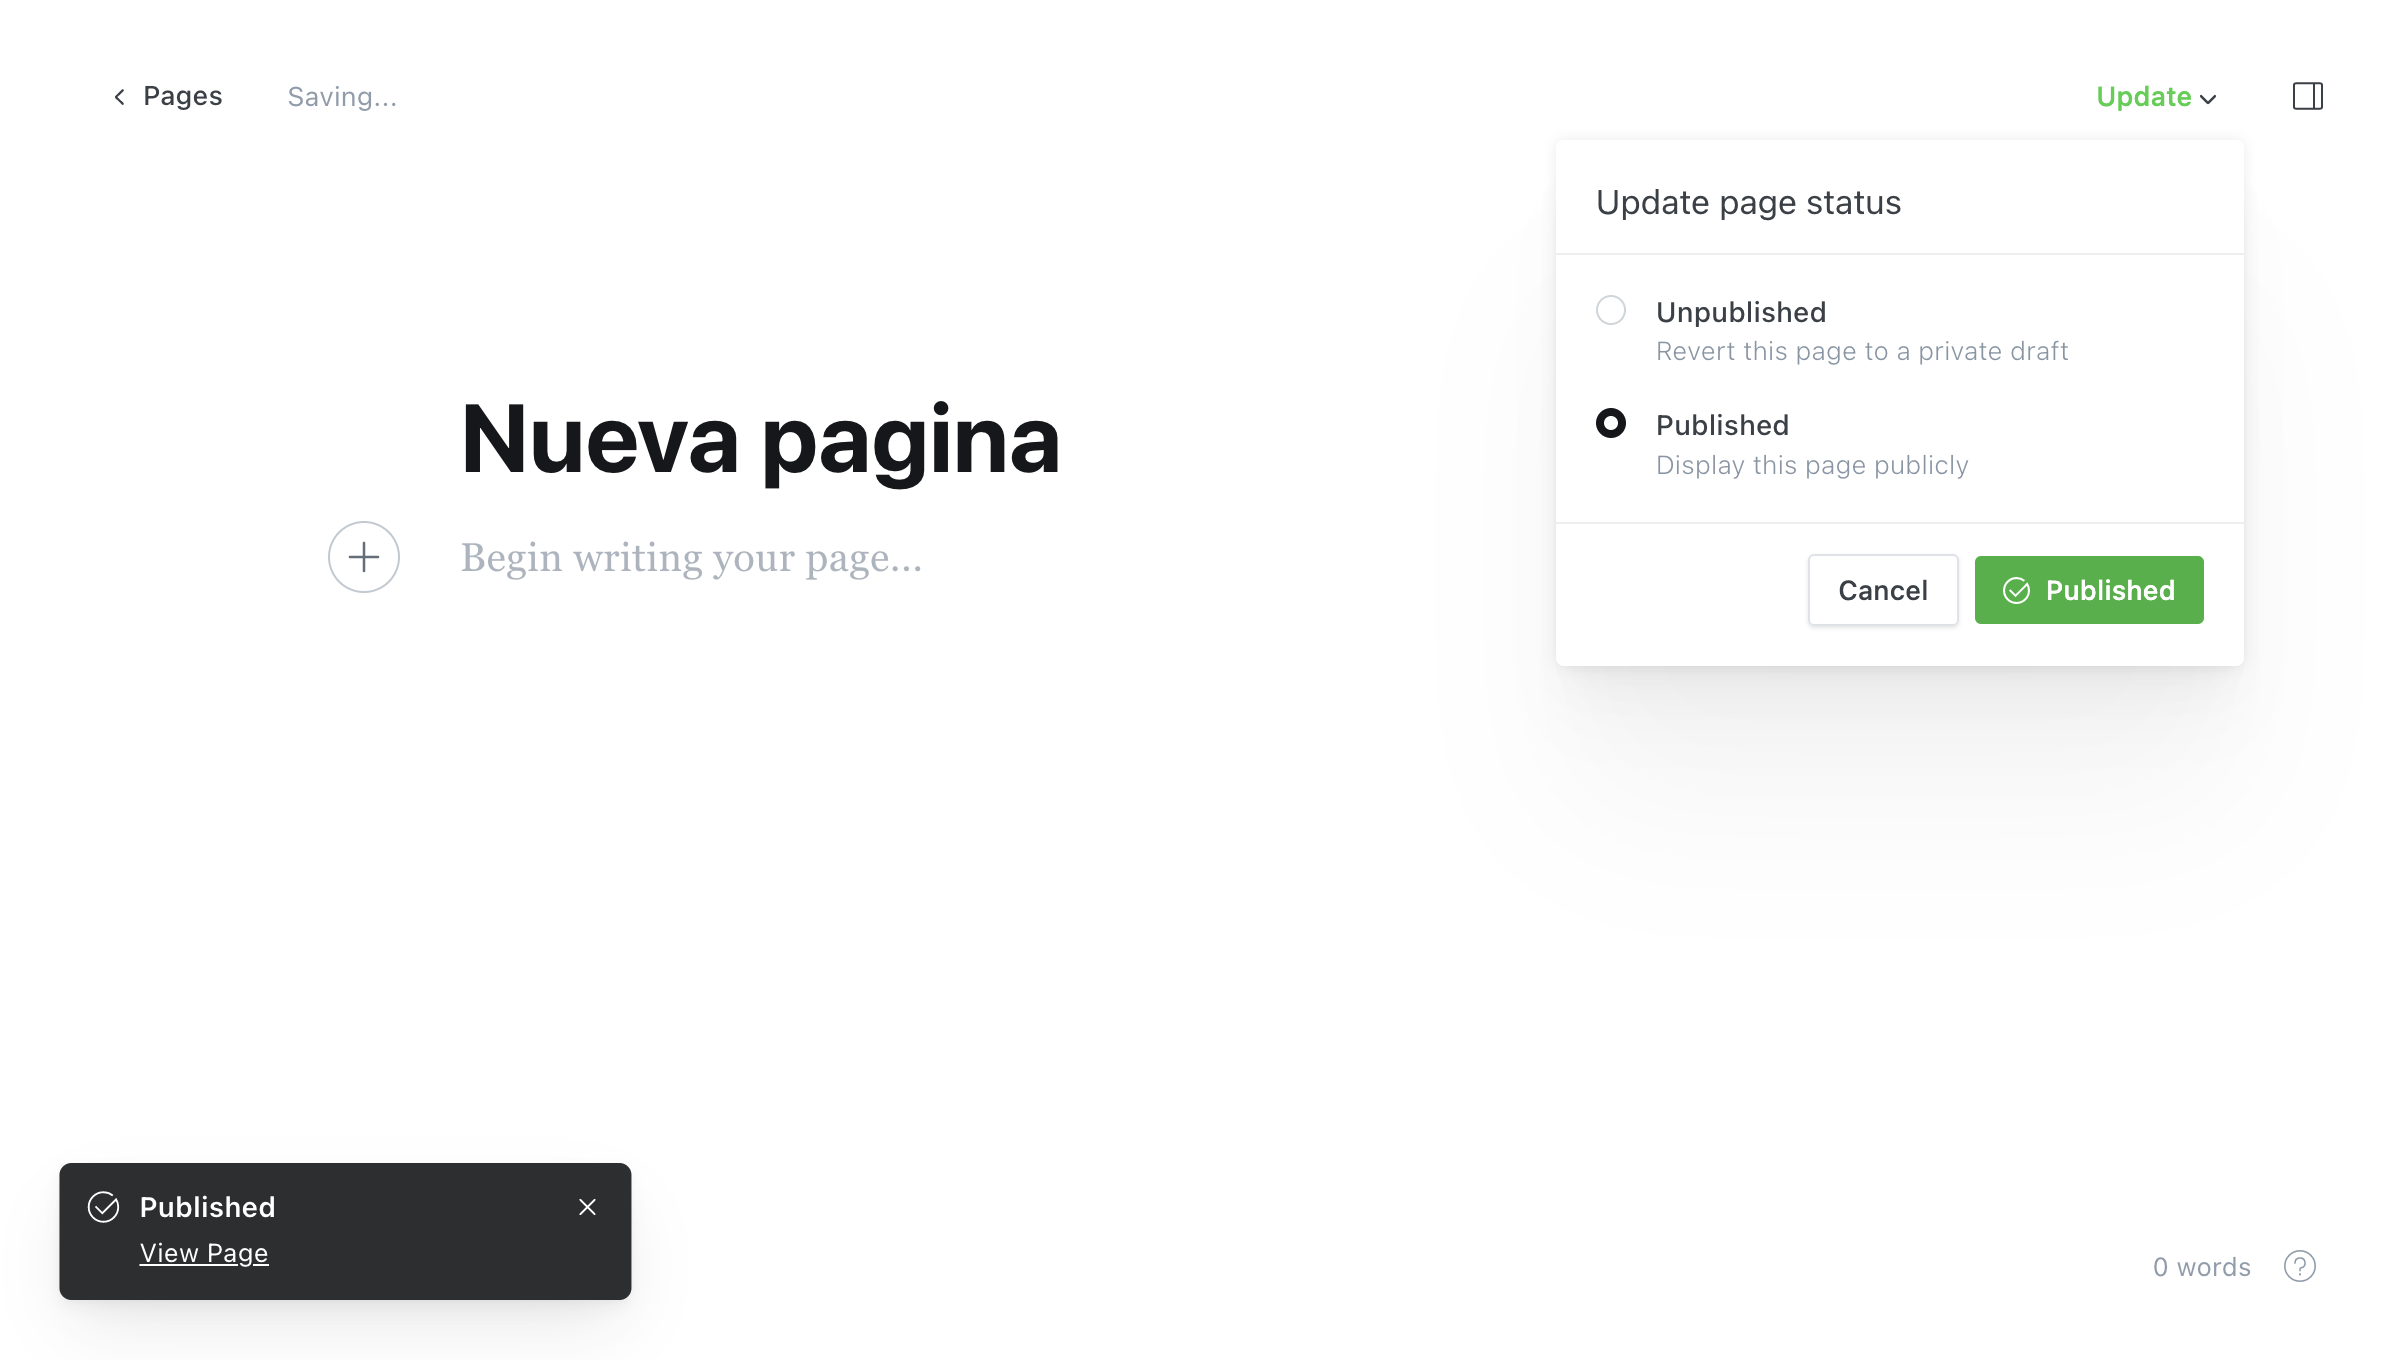 Pages
Saving...
Update
Update page status
Unpublished
Revert this page to a private draft
Published
Display this page publicly
Cancel
Published
Nueva pagina
Begin writing your page...
Published
View Page
0 words
?